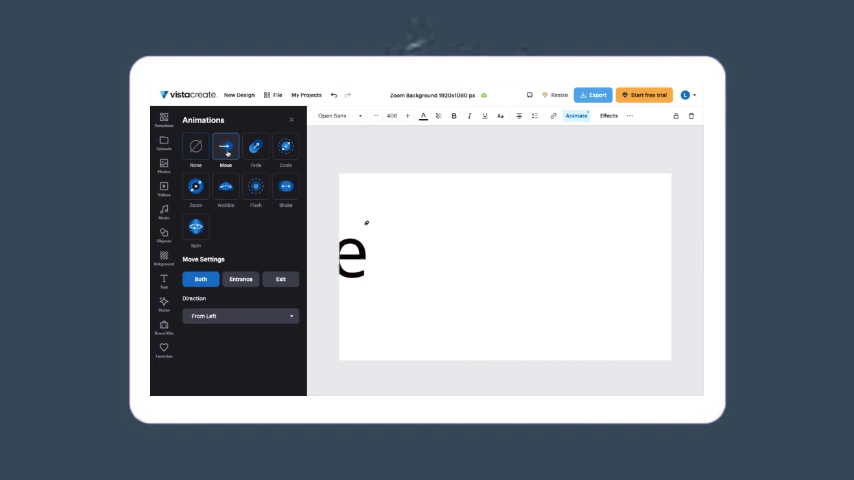 vistacreate. New Design File My Projects Zoom Background 1920x1080 px Resize Export Start free trial L
Open Sans 408 A B I U Aa Animate Effects
Templates
Uploads
Photos
Videos
Music
Objects
Background
Text
Styles
Brand Kits
Favorites
Animations
None Move Fade Scale
Zoom Wobble Flash Shake
Spin
Move Settings
Both Entrance Exit
Direction
From Left
e